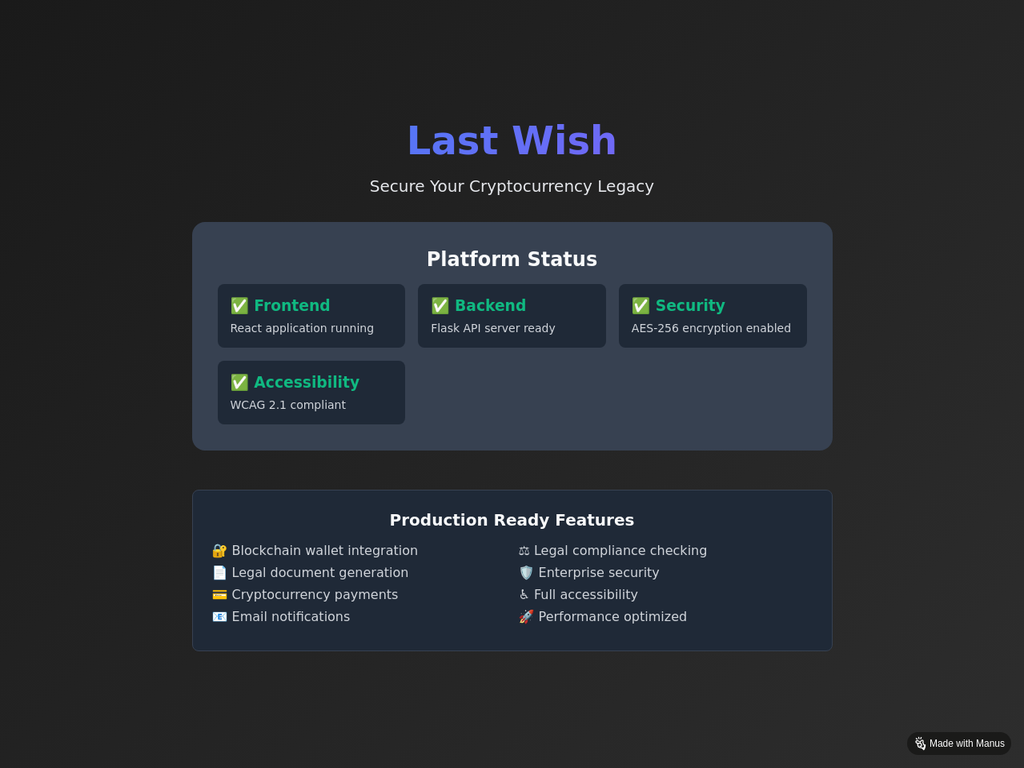 Last Wish
Secure Your Cryptocurrency Legacy
Platform Status
✅ Frontend
React application running
✅ Backend
Flask API server ready
✅ Security
AES-256 encryption enabled
✅ Accessibility
WCAG 2.1 compliant
Production Ready Features
🔐 Blockchain wallet integration
📄 Legal document generation
💳 Cryptocurrency payments
📧 Email notifications
⚖ Legal compliance checking
🛡️ Enterprise security
♿ Full accessibility
🚀 Performance optimized
Made with Manus